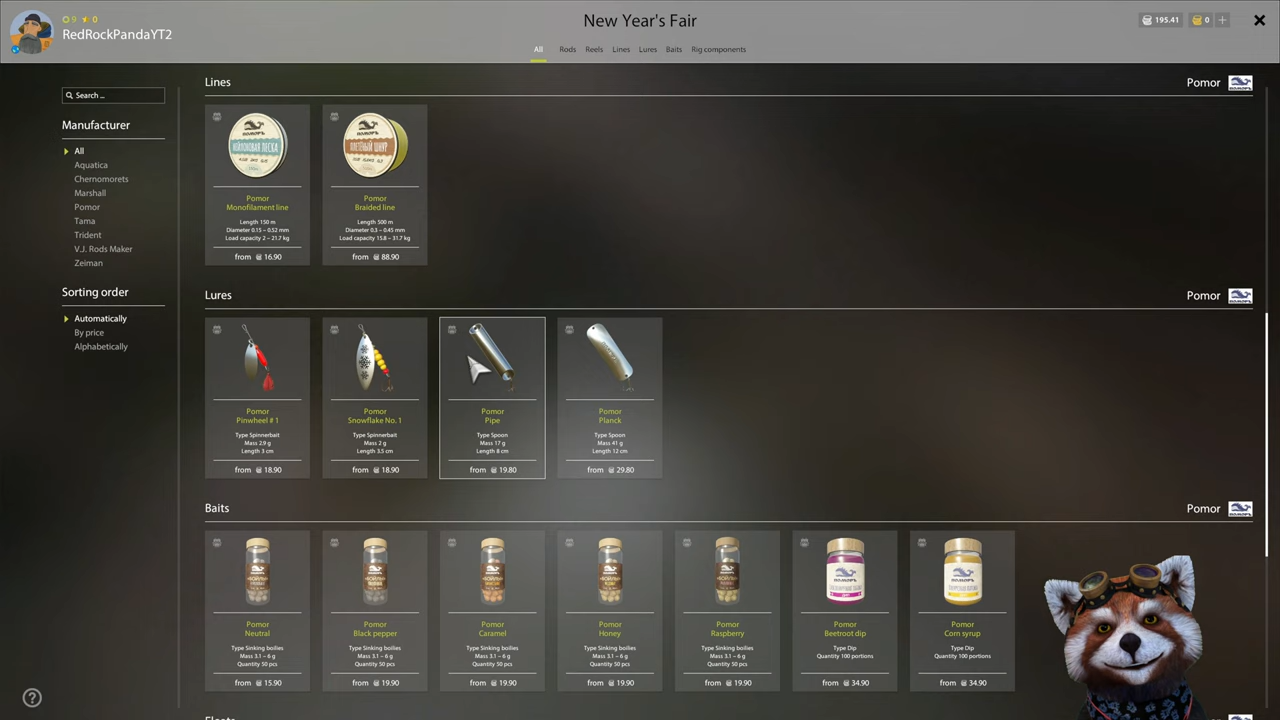 9 0
RedRockPandaYT2
New Year's Fair
195.41
0 +
All Rods Reels Lines Lures Baits Rig components
Search ...
Manufacturer
All
Aquatica
Chernomorets
Marshall
Pomor
Tama
Trident
V.J. Rods Maker
Zeiman
Sorting order
Automatically
By price
Alphabetically
Lines
Pomor
ПОМОРЪ
НЕЙЛОНОВАЯ ЛЕСКА
Pomor
Monofilament line
Length 150 m
Diameter 0.15 – 0.52 mm
Load capacity 2 – 21.7 kg
from 16.90
ПОМОРЪ
ПЛЕТЁНЫЙ ШНУР
Pomor
Braided line
Length 500 m
Diameter 0.3 – 0.45 mm
Load capacity 15.8 – 31.7 kg
from 88.90
Lures
Pomor
Pomor
Pinwheel # 1
Type Spinnerbait
Mass 2.9 g
Length 3 cm
from 18.90
Pomor
Snowflake No. 1
Type Spinnerbait
Mass 2 g
Length 3.5 cm
from 18.90
Pomor
Pipe
Type Spoon
Mass 17 g
Length 8 cm
from 19.80
Pomor
Planck
Type Spoon
Mass 41 g
Length 12 cm
from 29.80
Baits
Pomor
Pomor
Neutral
Type Sinking boilies
Mass 3.1 – 6 g
Quantity 50 pcs
from 15.90
Pomor
Black pepper
Type Sinking boilies
Mass 3.1 – 6 g
Quantity 50 pcs
from 19.90
Pomor
Caramel
Type Sinking boilies
Mass 3.1 – 6 g
Quantity 50 pcs
from 19.90
Pomor
Honey
Type Sinking boilies
Mass 3.1 – 6 g
Quantity 50 pcs
from 19.90
Pomor
Raspberry
Type Sinking boilies
Mass 3.1 – 6 g
Quantity 50 pcs
from 19.90
ПОМОРЪ
Pomor
Beetroot dip
Type Dip
Quantity 100 portions
from 34.90
ПОМОРЪ
Pomor
Corn syrup
Type Dip
Quantity 100 portions
from 34.90
?